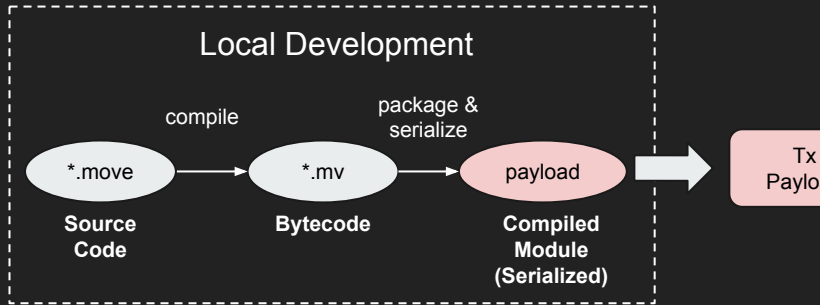 Local Development
compile
package &
serialize
*.move
*.mv
payload
Tx
Source
Code
Bytecode
Compiled
Module
(Serialized)